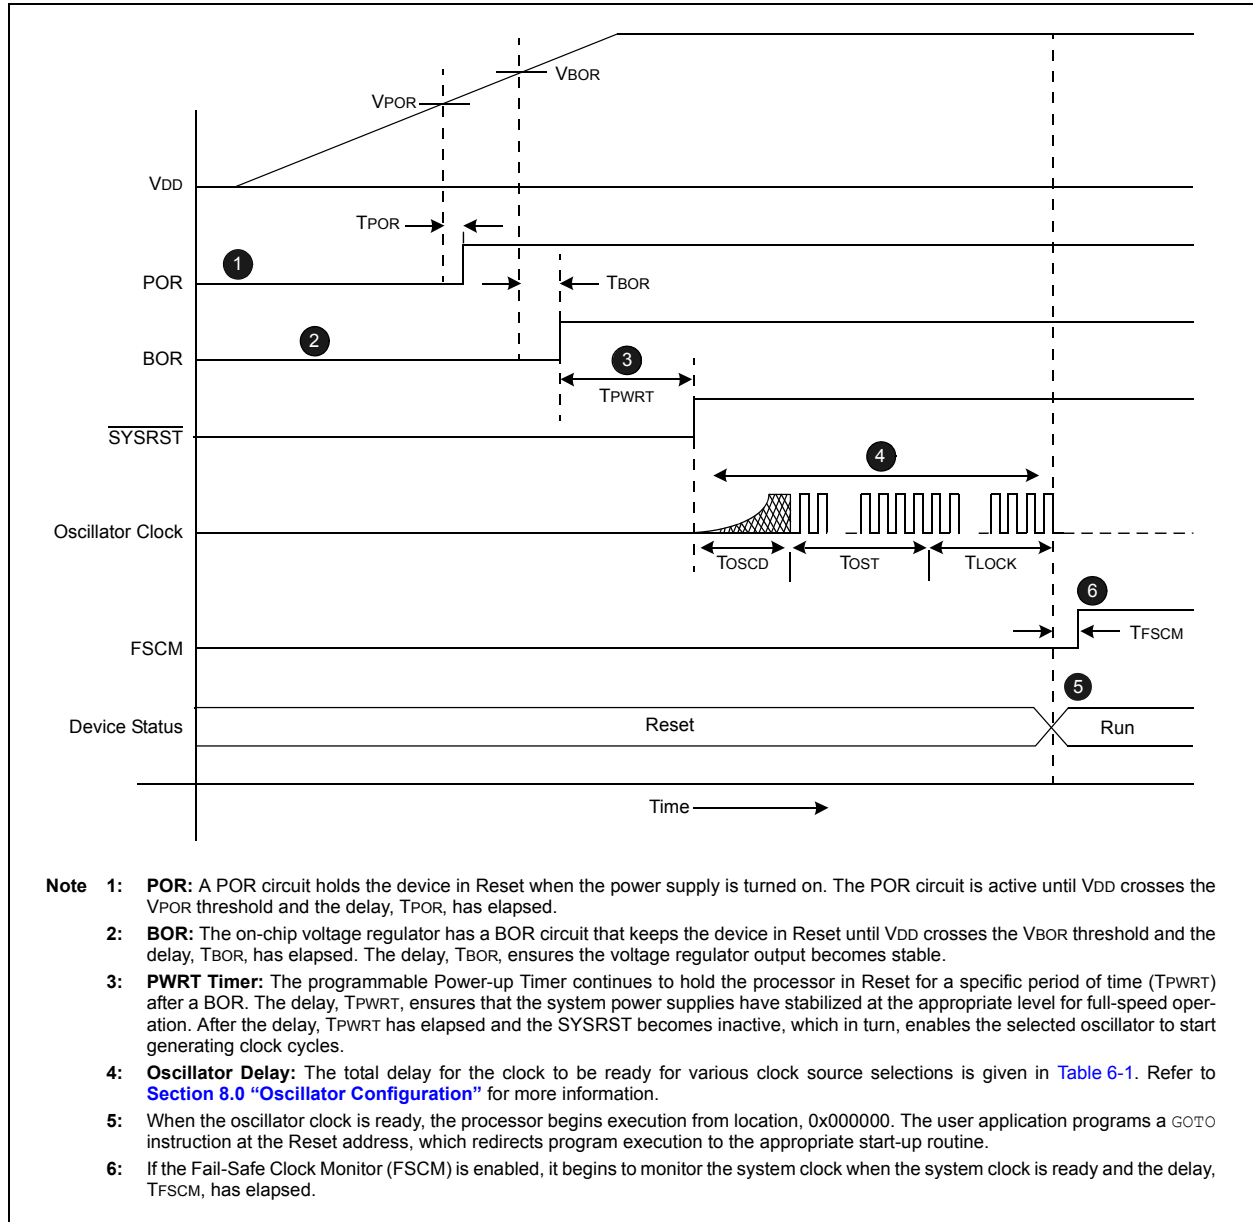 VBOR
VPOR
VDD
TPOR
1
POR
TBOR
2
BOR
3
TPWRT
SYSRST
4
Oscillator Clock
TOSCD
TOST
TLOCK
6
TFSCM
FSCM
5
Device Status
Reset
Run
Time
Note 1: POR: A POR circuit holds the device in Reset when the power supply is turned on. The POR circuit is active until VDD crosses the
VPOR threshold and the delay, TPOR, has elapsed.
2: BOR: The on-chip voltage regulator has a BOR circuit that keeps the device in Reset until VDD crosses the VBOR threshold and the
delay, TBOR, has elapsed. The delay, TBOR, ensures the voltage regulator output becomes stable.
3: PWRT Timer: The programmable Power-up Timer continues to hold the processor in Reset for a specific period of time (TPWRT)
after a BOR. The delay, TPWRT, ensures that the system power supplies have stabilized at the appropriate level for full-speed oper-
ation. After the delay, TPWRT has elapsed and the SYSRST becomes inactive, which in turn, enables the selected oscillator to start
generating clock cycles.
4: Oscillator Delay: The total delay for the clock to be ready for various clock source selections is given in Table 6-1. Refer to
Section 8.0 “Oscillator Configuration” for more information.
5: When the oscillator clock is ready, the processor begins execution from location, 0x000000. The user application programs a GOTO
instruction at the Reset address, which redirects program execution to the appropriate start-up routine.
6: If the Fail-Safe Clock Monitor (FSCM) is enabled, it begins to monitor the system clock when the system clock is ready and the delay,
TFSCM, has elapsed.